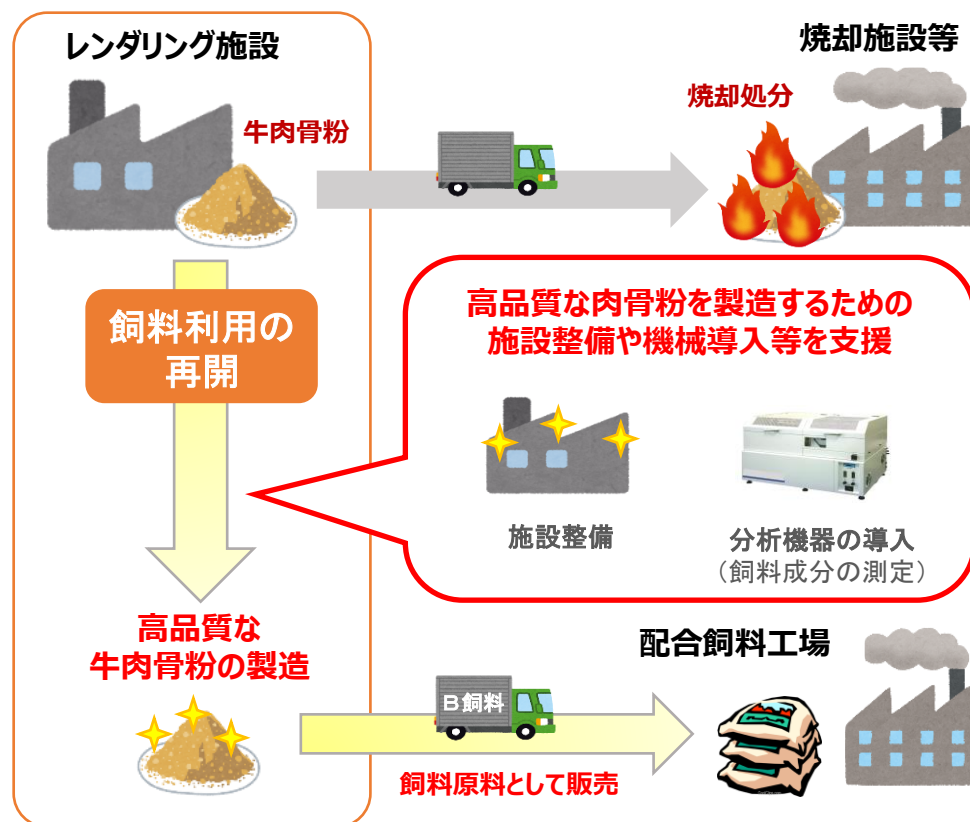 レンダリング施設
焼却施設等
牛肉骨粉
焼却処分
飼料利用の
再開
高品質な肉骨粉を製造するための
施設整備や機械導入等を支援
施設整備
分析機器の導入
（飼料成分の測定）
高品質な
牛肉骨粉の製造
配合飼料工場
B飼料
飼料原料として販売